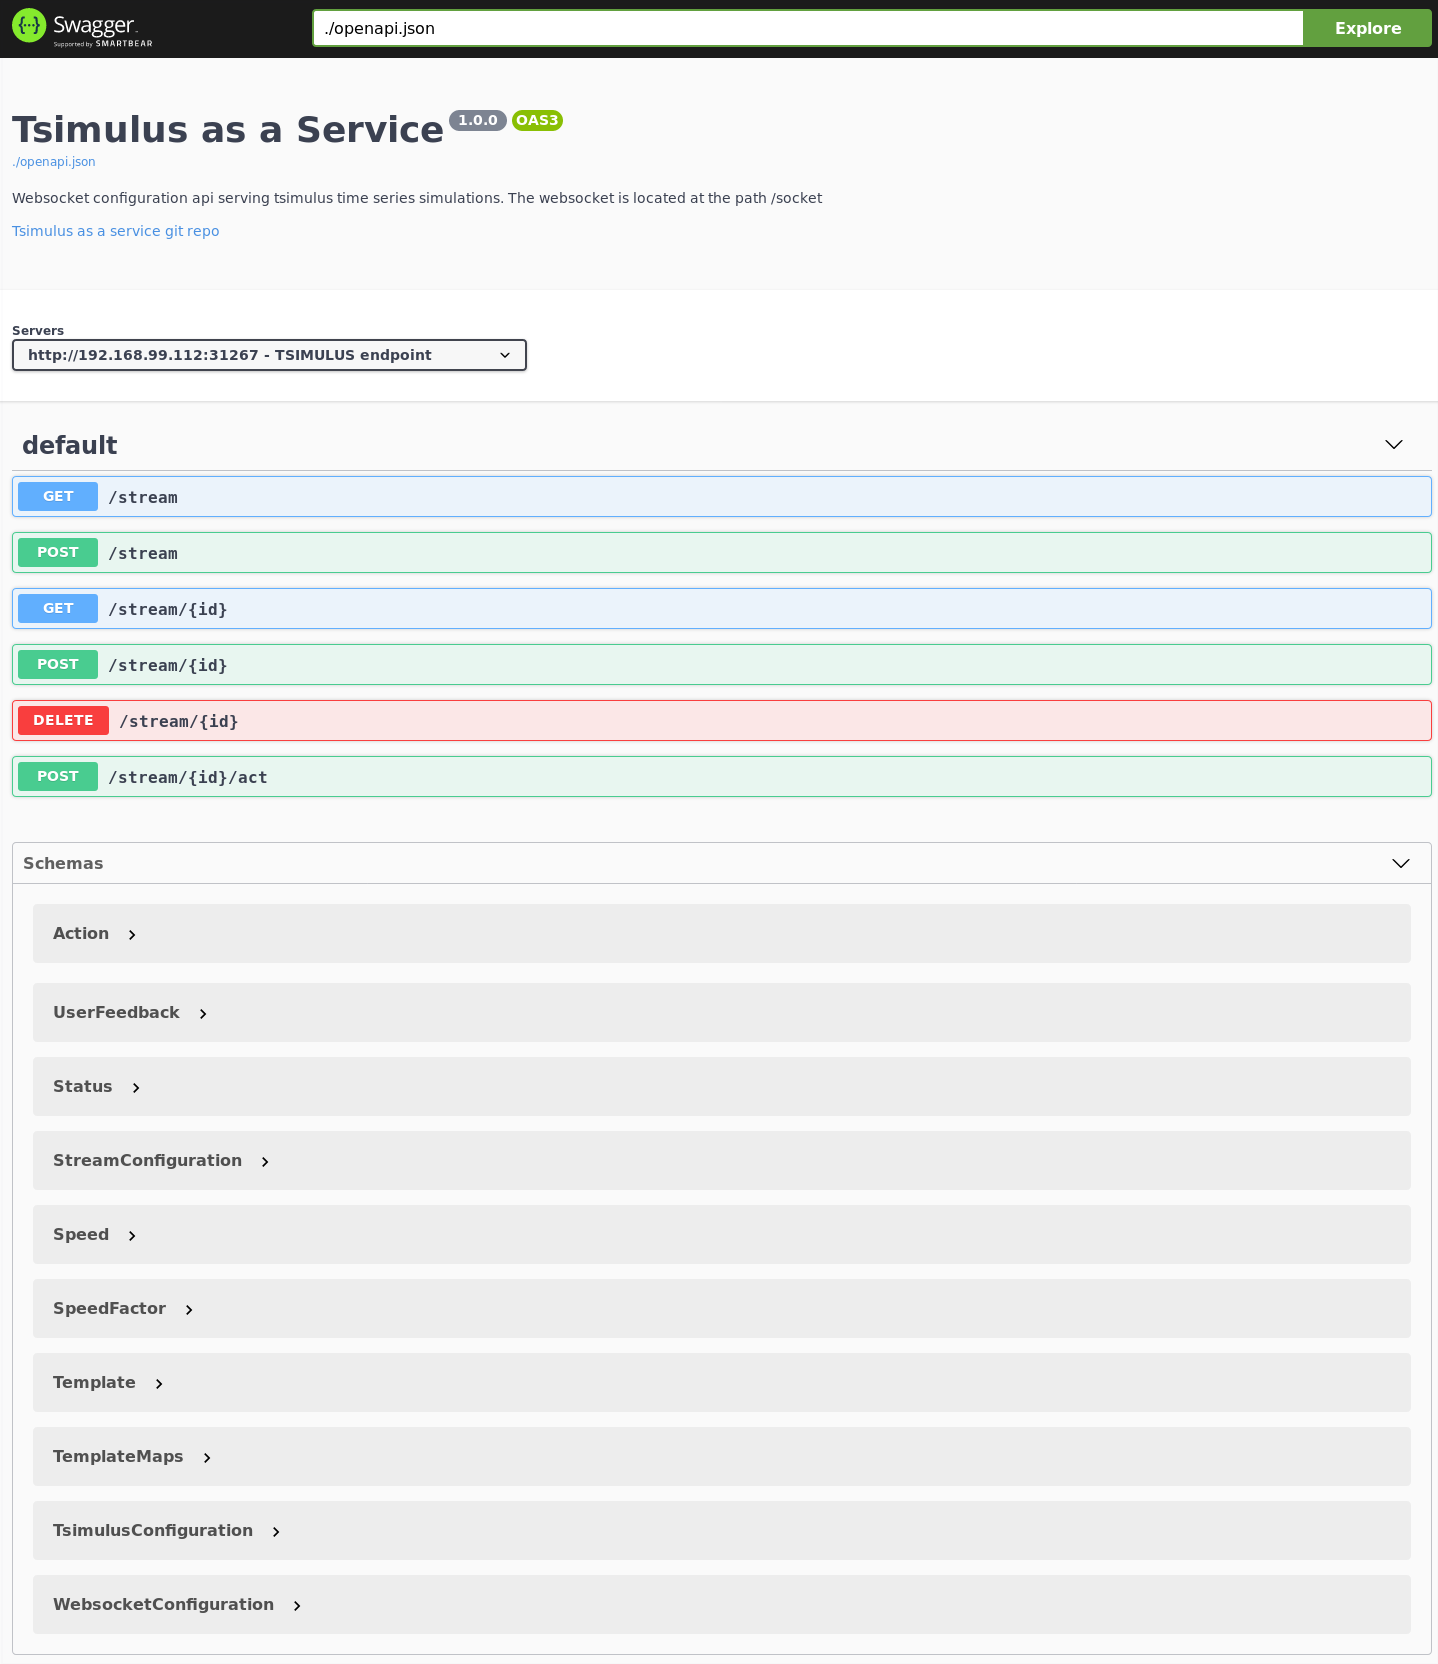 Swagger
Supported by SMARTBEAR
./openapi.json
Explore
Tsimulus as a Service 1.0.0 OAS3
./openapi.json
Websocket configuration api serving tsimulus time series simulations. The websocket is located at the path /socket
Tsimulus as a service git repo
Servers
http://192.168.99.112:31267 - TSIMULUS endpoint
default
GET /stream
POST /stream
GET /stream/{id}
POST /stream/{id}
DELETE /stream/{id}
POST /stream/{id}/act
Schemas
Action
UserFeedback
Status
StreamConfiguration
Speed
SpeedFactor
Template
TemplateMaps
TsimulusConfiguration
WebsocketConfiguration